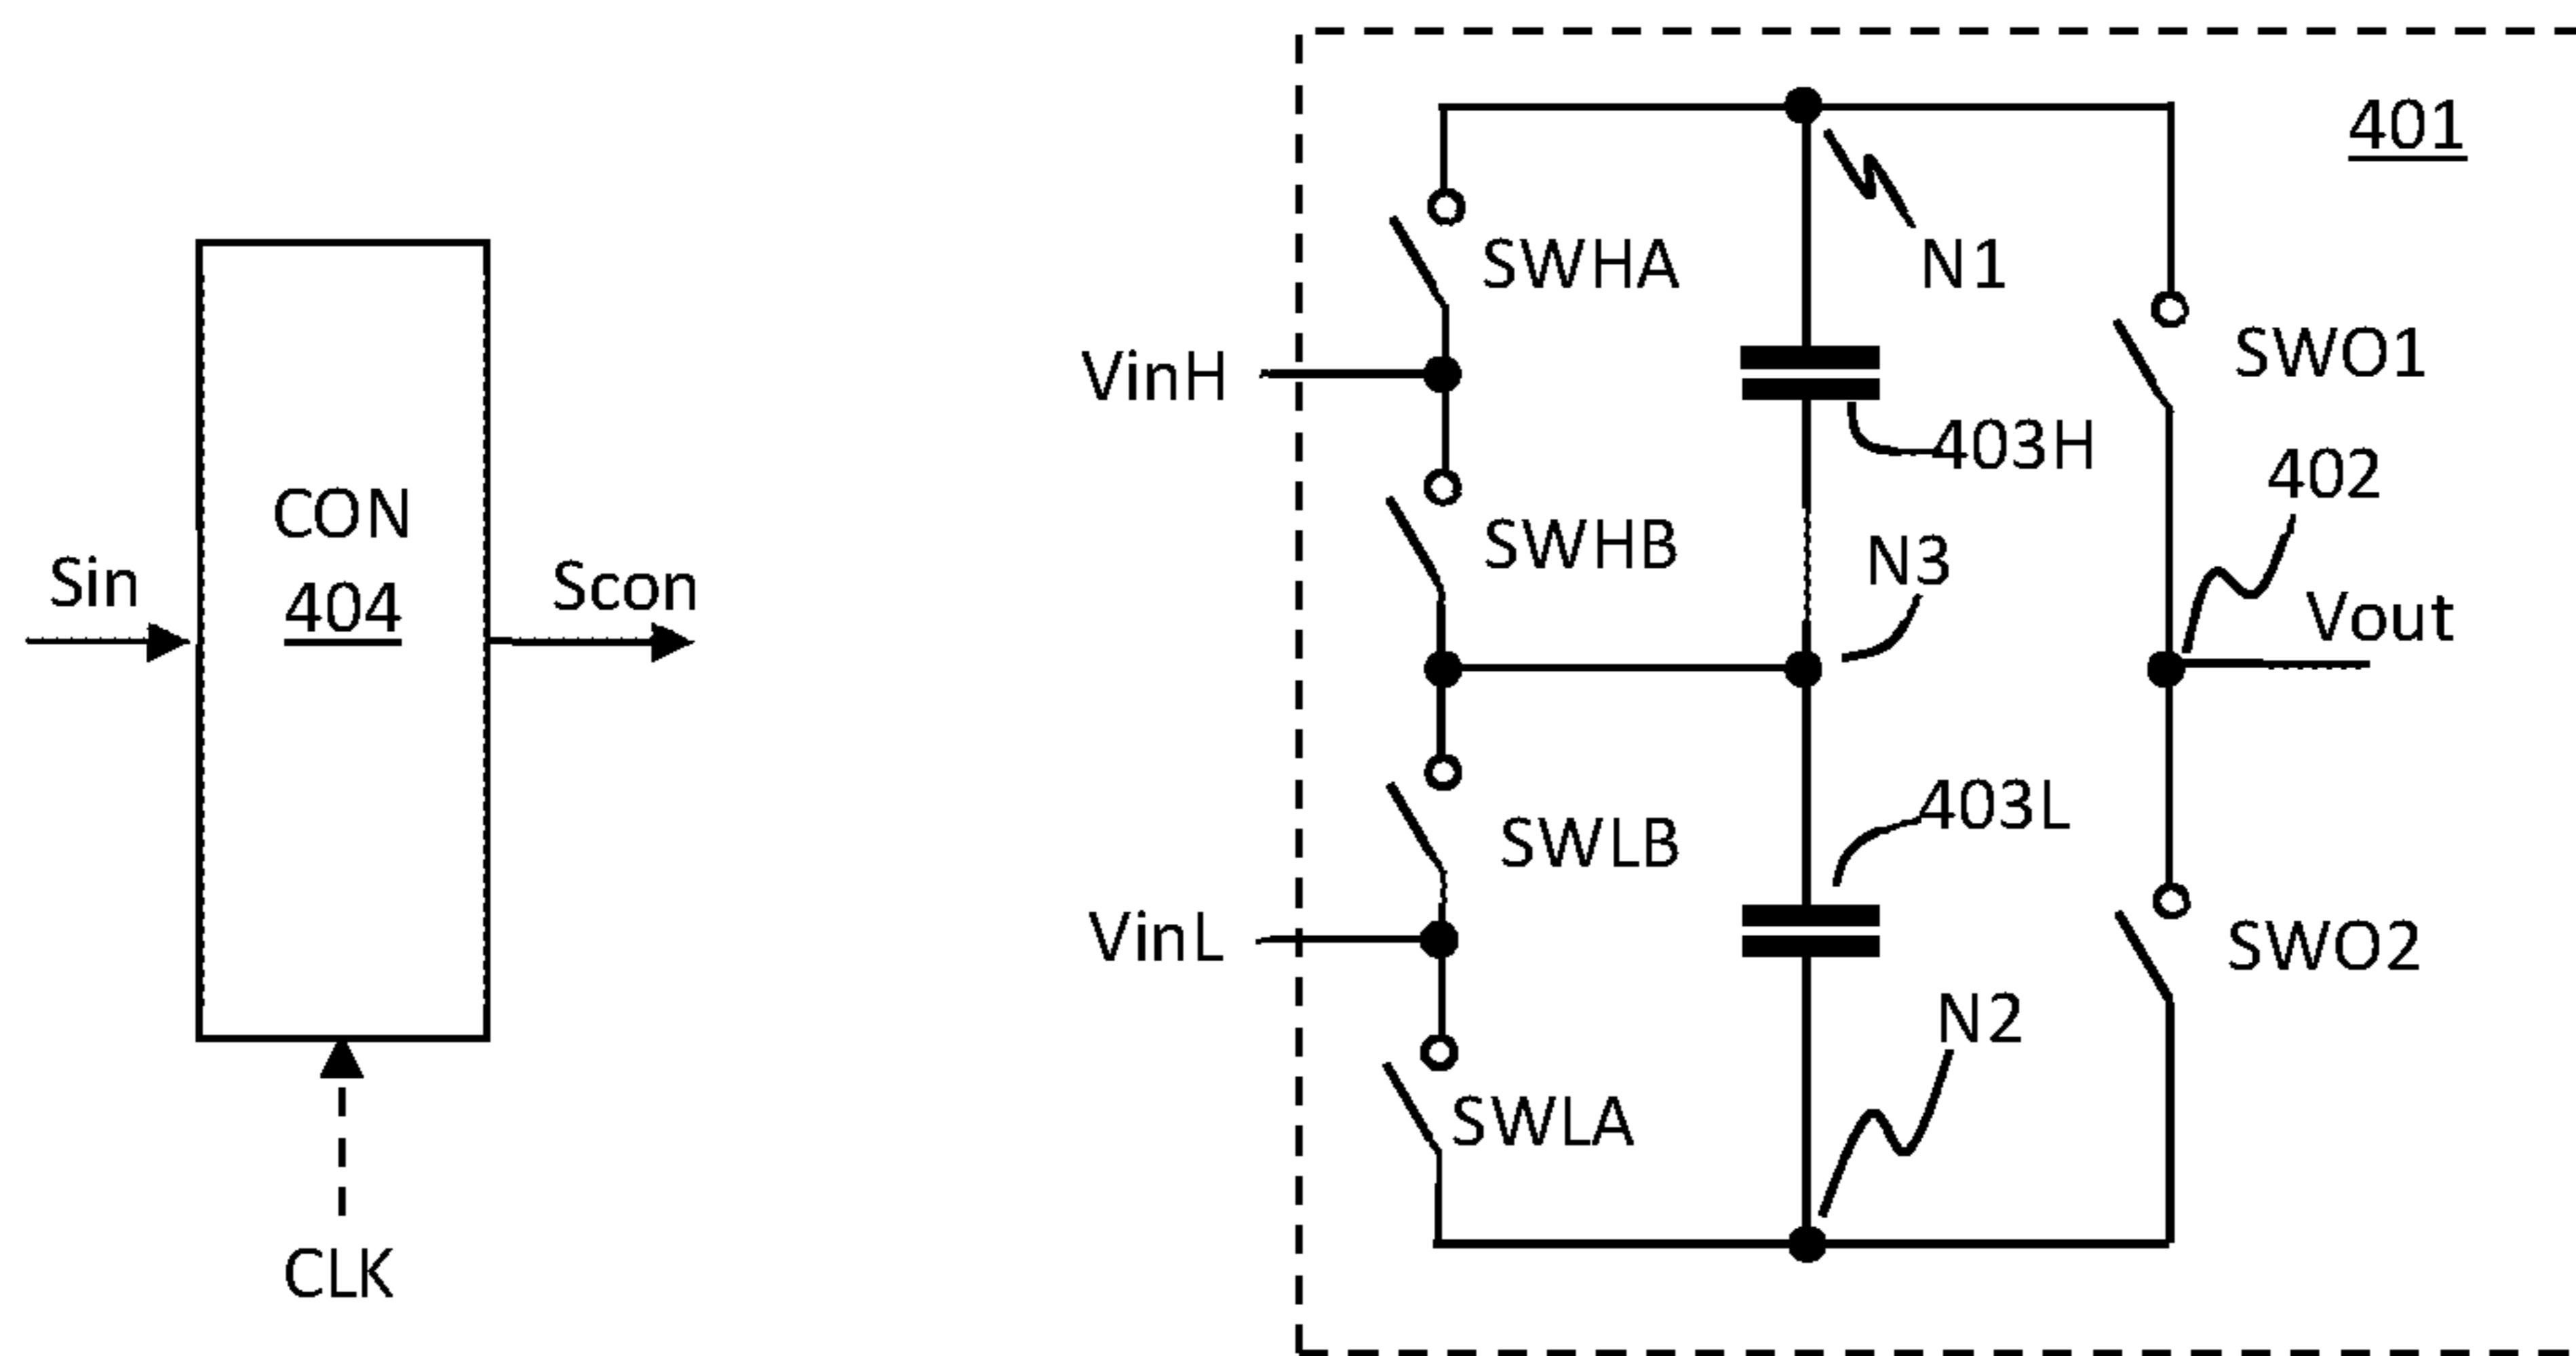 401
SWHA
N1
SWO1
VinH
403H
402
CON
SWHB
N3
Sin
404
Scon
Vout
403L
SWLB
VinL
SWO2
N2
SWLA
CLK